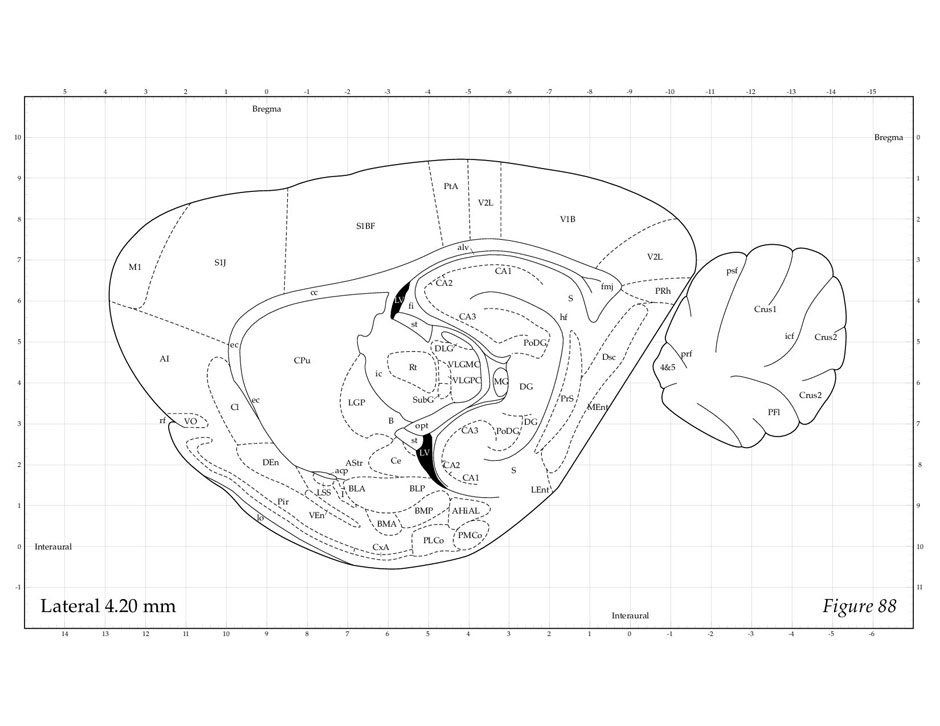 5 4 3 2 1 0 -1 -2 -3 -4 -5 -6 -7 -8 -9 -10 -11 -12 -13 -14 -15
Bregma
10 Bregma 0
PtA
9 1
V2L
V1B
8 S1BF 2
alv
V2L
M1 S1J
7 CA1 psf 3
CA2 fmj
cc PRh
LV fi S
6 4
st CA3 hf Crus1
icf Crus2
5 ec DLG PoDG 5
prf
AI CPu VLGMC Dsc
Rt 4&5
ic VLGPC MG DG
4 6
SubG PrS Crus2
ec LGP
Cl MEnt PFl
rf VO B DG
3 opt 7
st CA3 PoDG
LV
DEn AStr Ce CA2
2 acp S 8
CA1
LSS I BLA BLP LEnt
Pir
1 BMP AHiAL 9
VEn
lo BMA PMCo
PLCo
0 Interaural CxA 10
-1 11
Lateral 4.20 mm Figure 88
Interaural
14 13 12 11 10 9 8 7 6 5 4 3 2 1 0 -1 -2 -3 -4 -5 -6